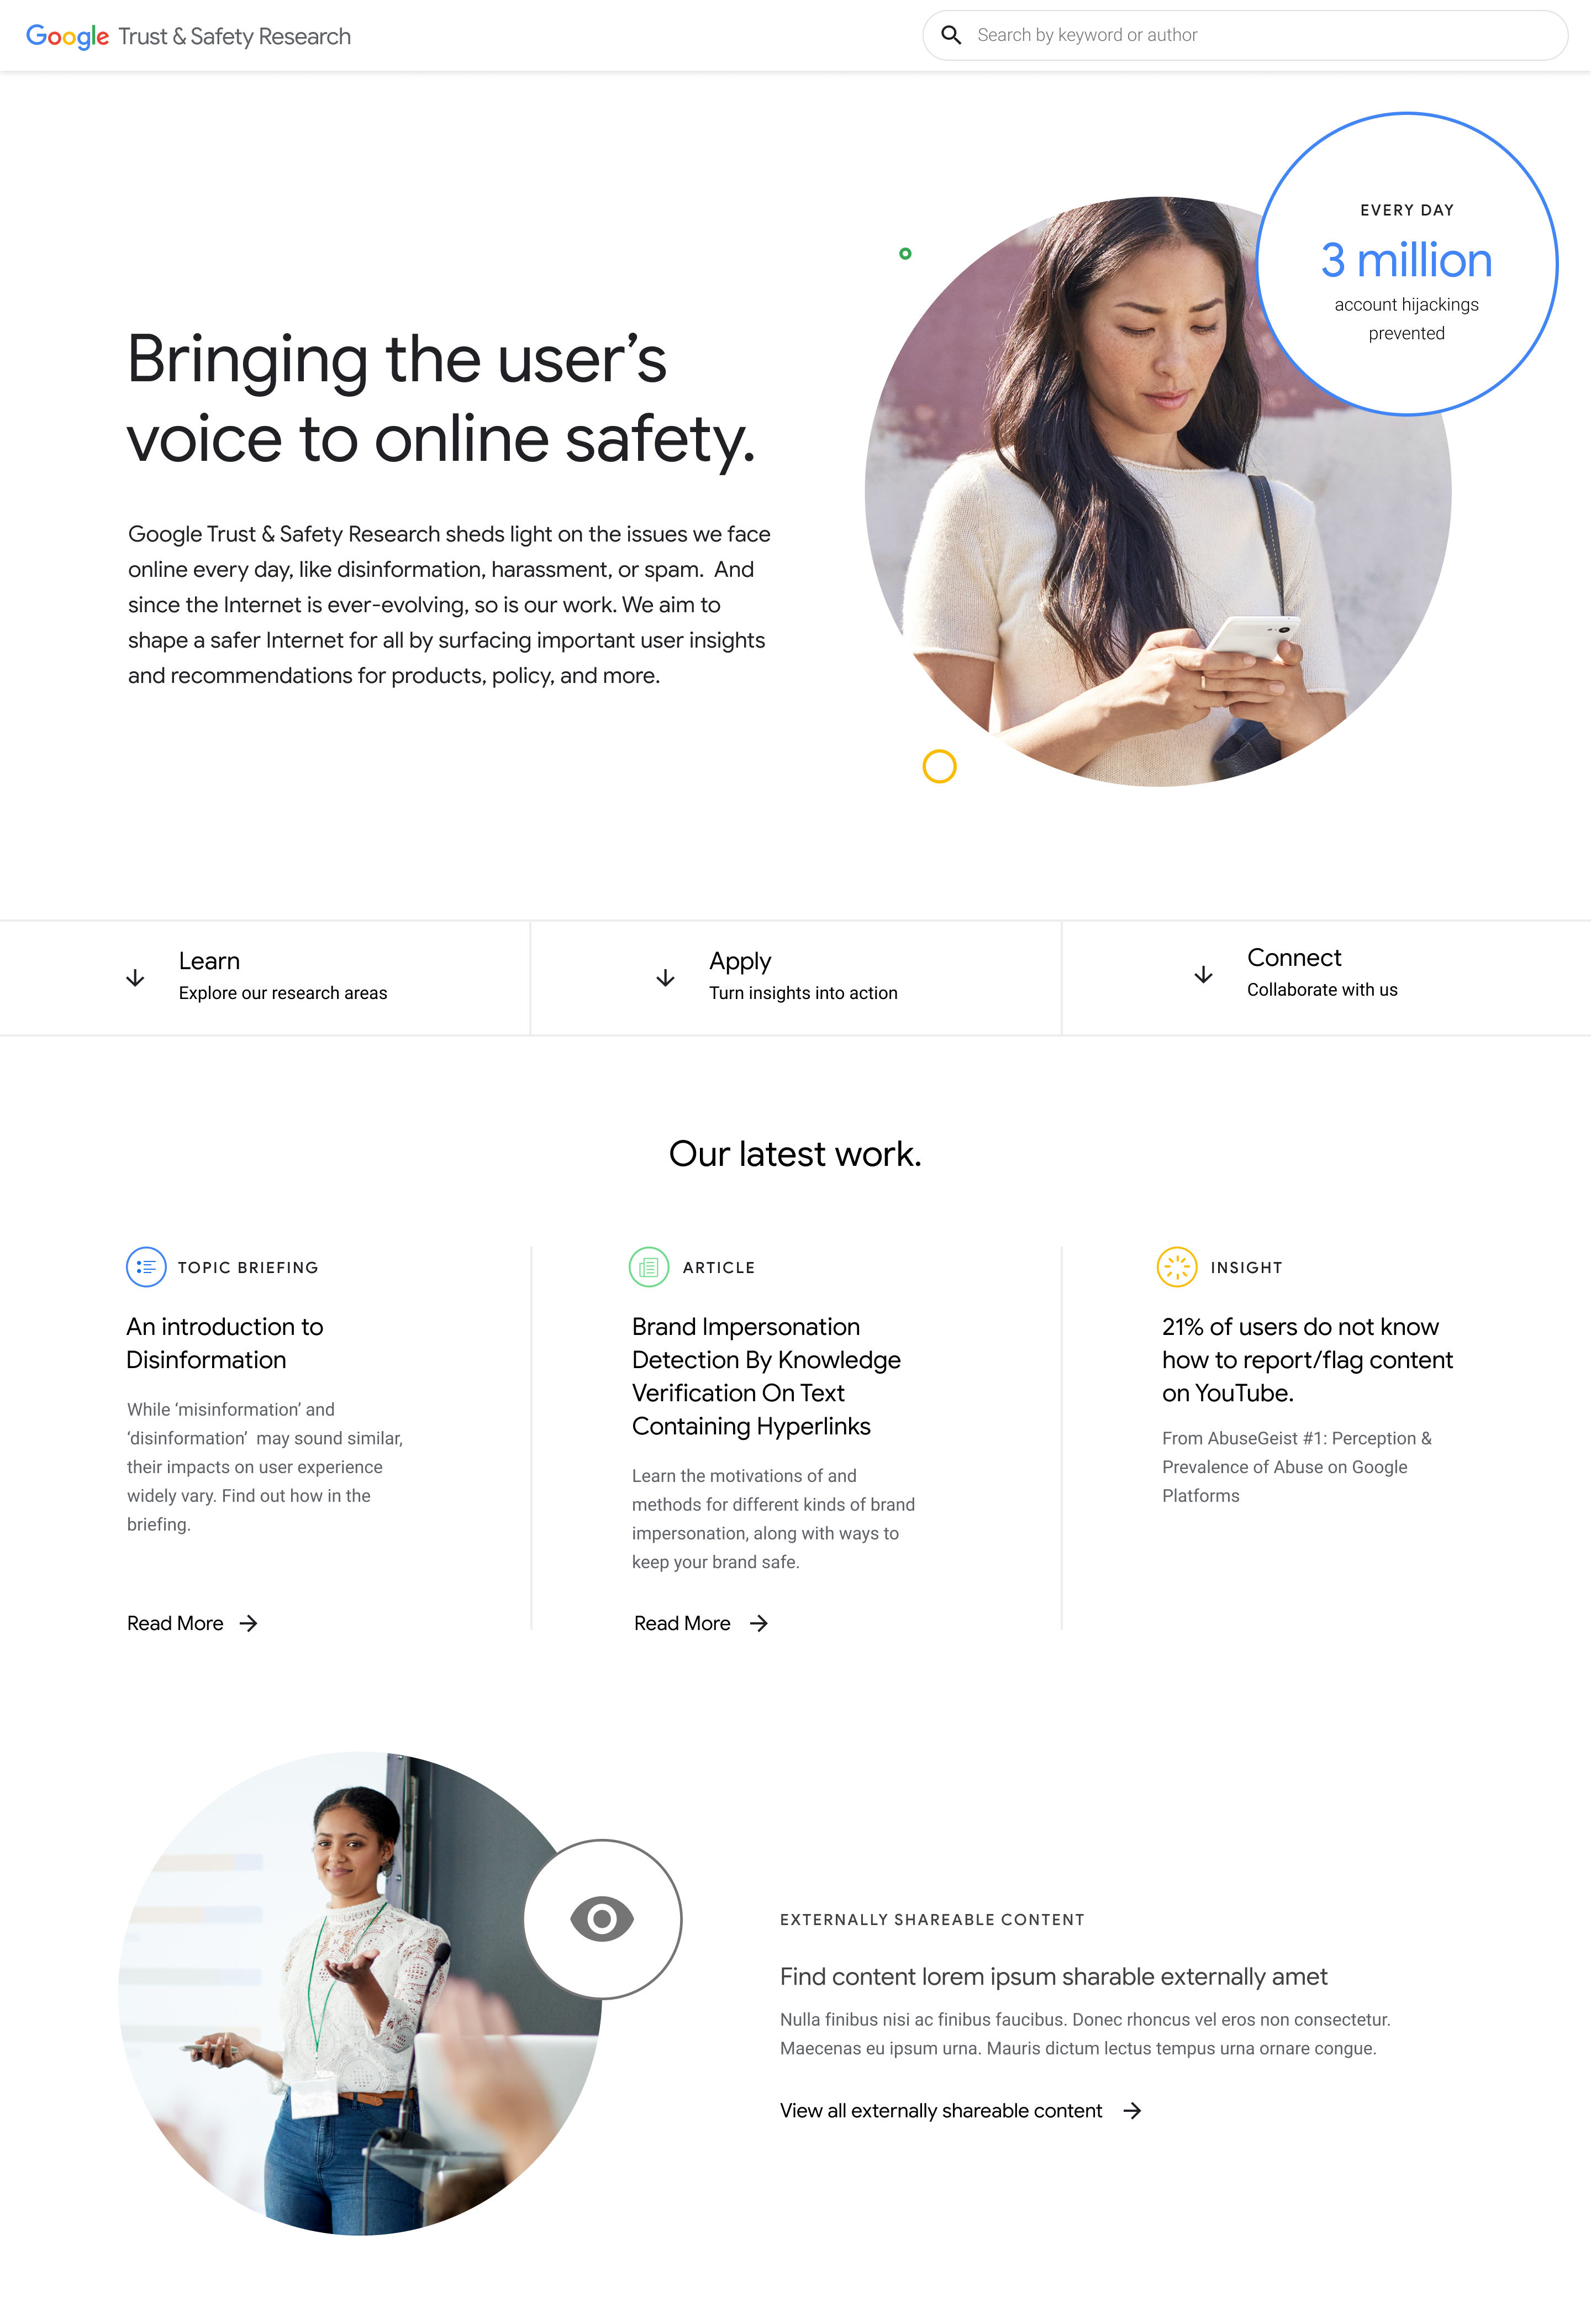 Google Trust & Safety Research
Search by keyword or author
EVERY DAY
3 million
account hijackings
prevented
Bringing the user’s
voice to online safety.
Google Trust & Safety Research sheds light on the issues we face
online every day, like disinformation, harassment, or spam.  And
since the Internet is ever-evolving, so is our work. We aim to
shape a safer Internet for all by surfacing important user insights
and recommendations for products, policy, and more.
Learn
Explore our research areas
Apply
Turn insights into action
Connect
Collaborate with us
Our latest work.
TOPIC BRIEFING
An introduction to
Disinformation
While ‘misinformation’ and
‘disinformation’  may sound similar,
their impacts on user experience
widely vary. Find out how in the
briefing.
Read More
ARTICLE
Brand Impersonation
Detection By Knowledge
Verification On Text
Containing Hyperlinks
Learn the motivations of and
methods for different kinds of brand
impersonation, along with ways to
keep your brand safe.
Read More
INSIGHT
21% of users do not know
how to report/flag content
on YouTube.
From AbuseGeist #1: Perception &
Prevalence of Abuse on Google
Platforms
EXTERNALLY SHAREABLE CONTENT
Find content lorem ipsum sharable externally amet
Nulla finibus nisi ac finibus faucibus. Donec rhoncus vel eros non consectetur.
Maecenas eu ipsum urna. Mauris dictum lectus tempus urna ornare congue.
View all externally shareable content